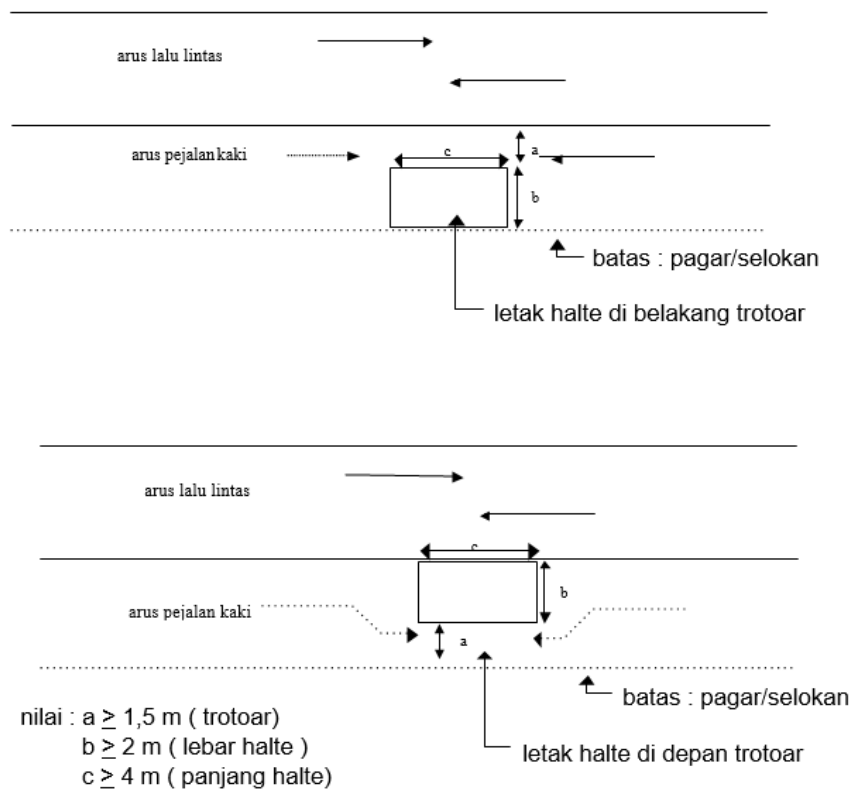 arus lalu lintas
arus pejalan kaki
c
a
b
batas : pagar/selokan
letak halte di belakang trotoar
arus lalu lintas
c
b
arus pejalan kaki
a
batas : pagar/selokan
nilai : a ≥ 1,5 m ( trotoar)
b ≥ 2 m ( lebar halte )
letak halte di depan trotoar
c ≥ 4 m ( panjang halte)